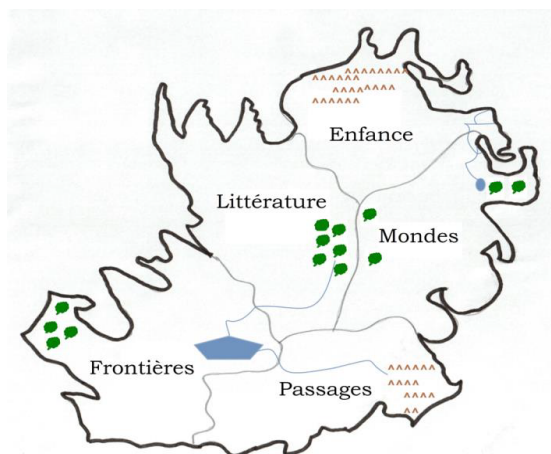 Enfance
Littérature
Mondes
Frontières
Passages